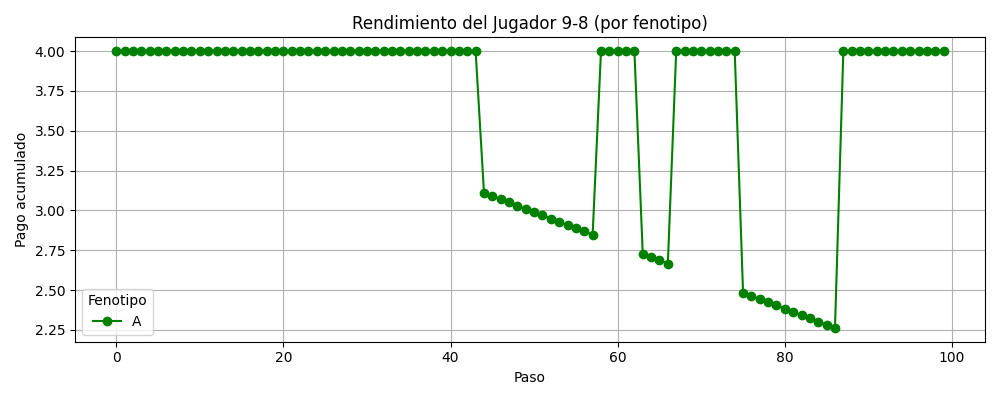 Rendimiento del Jugador 9-8 (por fenotipo)
Pago acumulado
4.00
3.75
3.50
3.25
3.00
2.75
2.50
2.25
Fenotipo
A
0
20
40
60
80
100
Paso